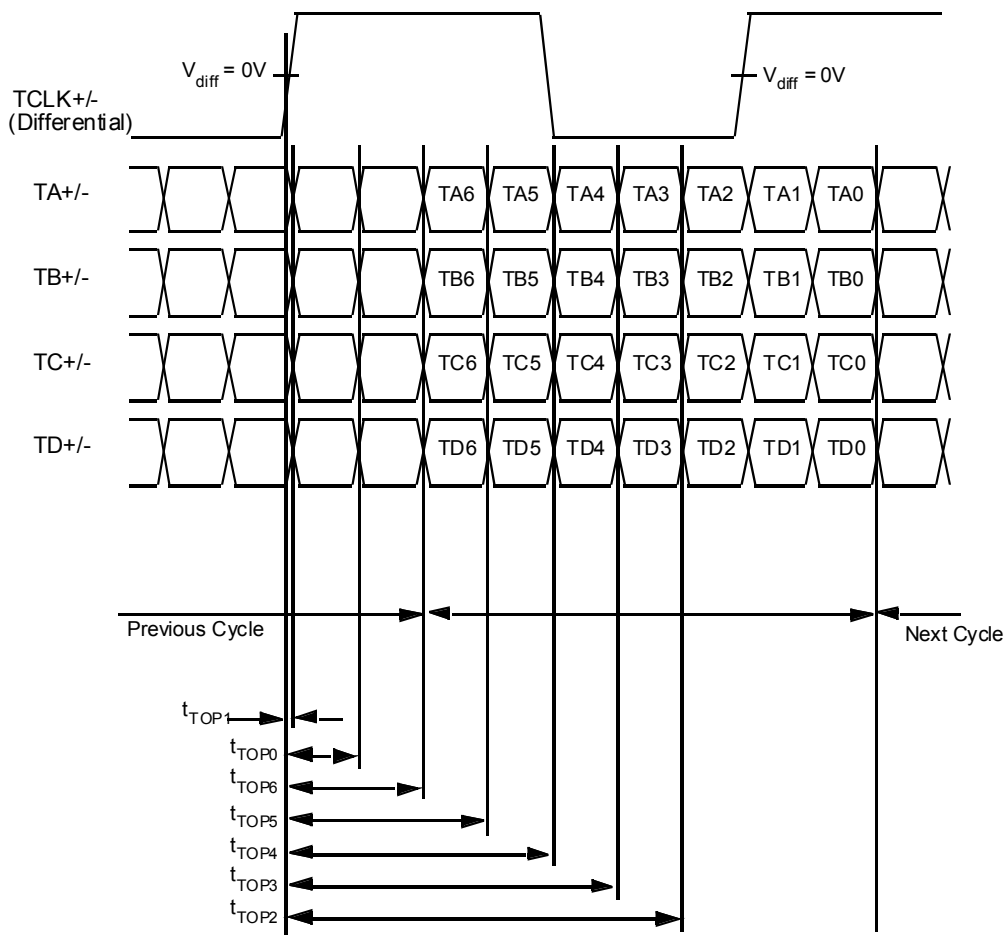 V_diff = 0V
V_diff = 0V
TCLK+/-
(Differential)
TA+/- TA6 TA5 TA4 TA3 TA2 TA1 TA0
TB+/- TB6 TB5 TB4 TB3 TB2 TB1 TB0
TC+/- TC6 TC5 TC4 TC3 TC2 TC1 TC0
TD+/- TD6 TD5 TD4 TD3 TD2 TD1 TD0
Previous Cycle
Next Cycle
t_TOP1
t_TOP0
t_TOP6
t_TOP5
t_TOP4
t_TOP3
t_TOP2